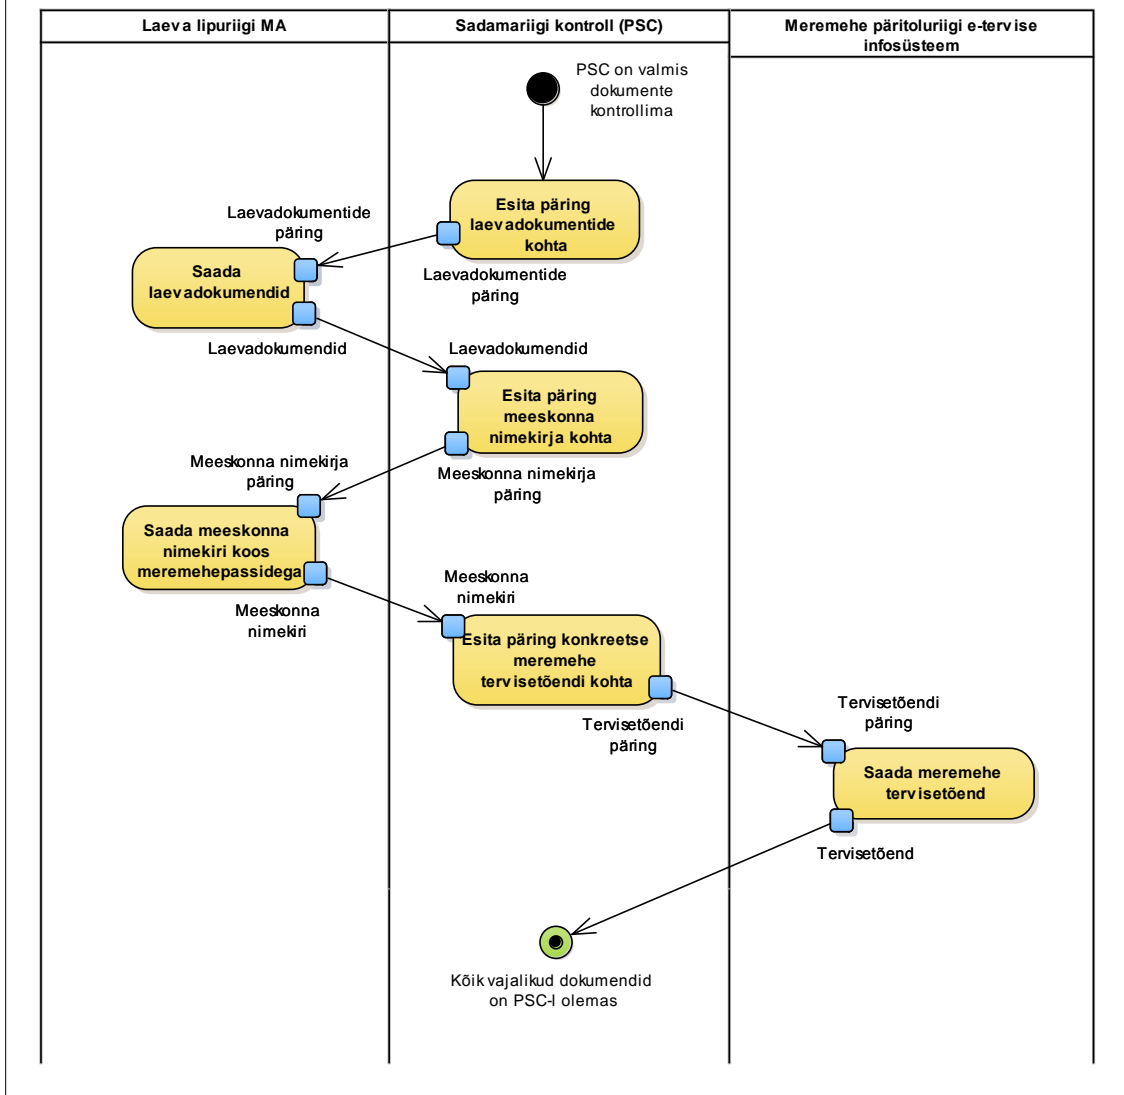 Laeva lipuriigi MA
Sadamariigi kontroll (PSC)
Meremehe päritoluriigi e-tervise
infosüsteem
PSC on valmis
dokumente
kontrollima
Esita päring
laevadokumentide
kohta
Laevadokumentide
päring
Saada
laevadokumendid
Laevadokumentide
päring
Laevadokumendid
Laevadokumendid
Esita päring
meeskonna
nimekirja kohta
Meeskonna nimekirja
päring
Meeskonna nimekirja
päring
Saada meeskonna
nimekiri koos
meremehepassidega
Meeskonna
nimekiri
Meeskonna
nimekiri
Esita päring konkreetse
meremehe
tervisetõendi kohta
Tervisetõendi
päring
Tervisetõendi
päring
Saada meremehe
tervisetõend
Tervisetõend
Kõik vajalikud dokumendid
on PSC-l olemas